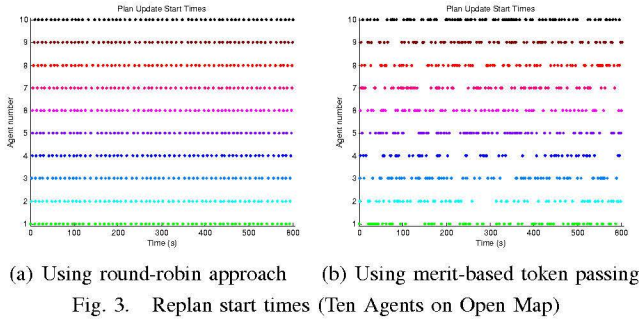 Plan Update Start Times
10
9
8
7
6
5
4
3
2
1
Agent number
0 100 200 300 400 500 600
Time (s)
Plan Update Start Times
10
9
8
7
6
5
4
3
2
1
Agent number
0 100 200 300 400 500 600
Time (s)
(a) Using round-robin approach (b) Using merit-based token passing
Fig. 3. Replan start times (Ten Agents on Open Map)